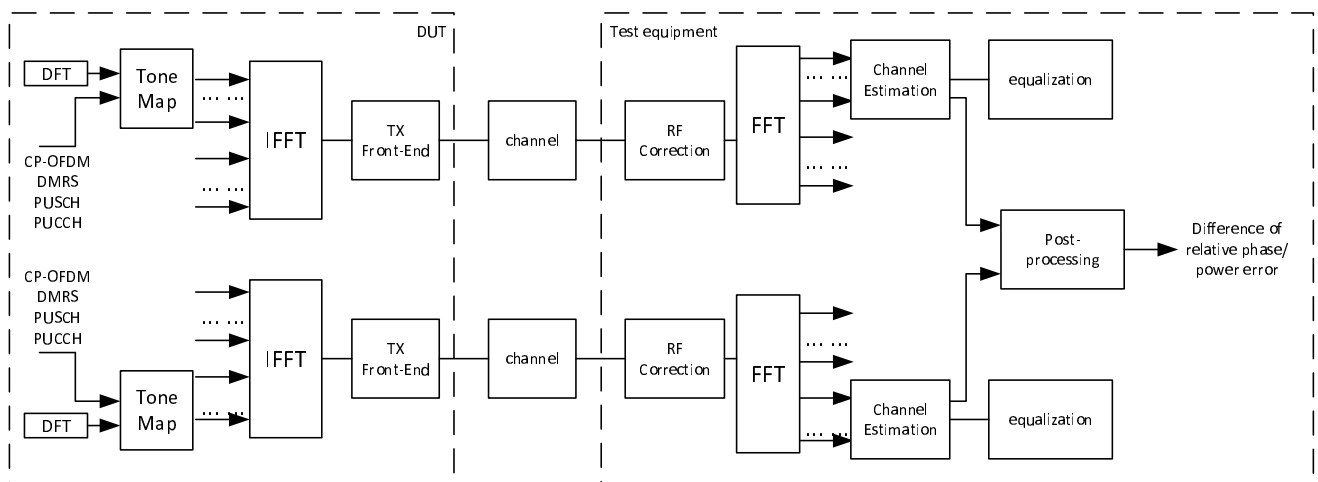 DUT
Test equipment
DFT
Tone
Map
... ...
... ...
CP-OFDM
DMRS
PUSCH
PUCCH
IFFT
TX
Front-End
channel
RF
Correction
FFT
... ...
... ...
Channel
Estimation
equalization
Post-
processing
Difference of
relative phase/
power error
CP-OFDM
DMRS
PUSCH
PUCCH
DFT
Tone
Map
... ...
... ...
IFFT
TX
Front-End
channel
RF
Correction
FFT
... ...
... ...
Channel
Estimation
equalization